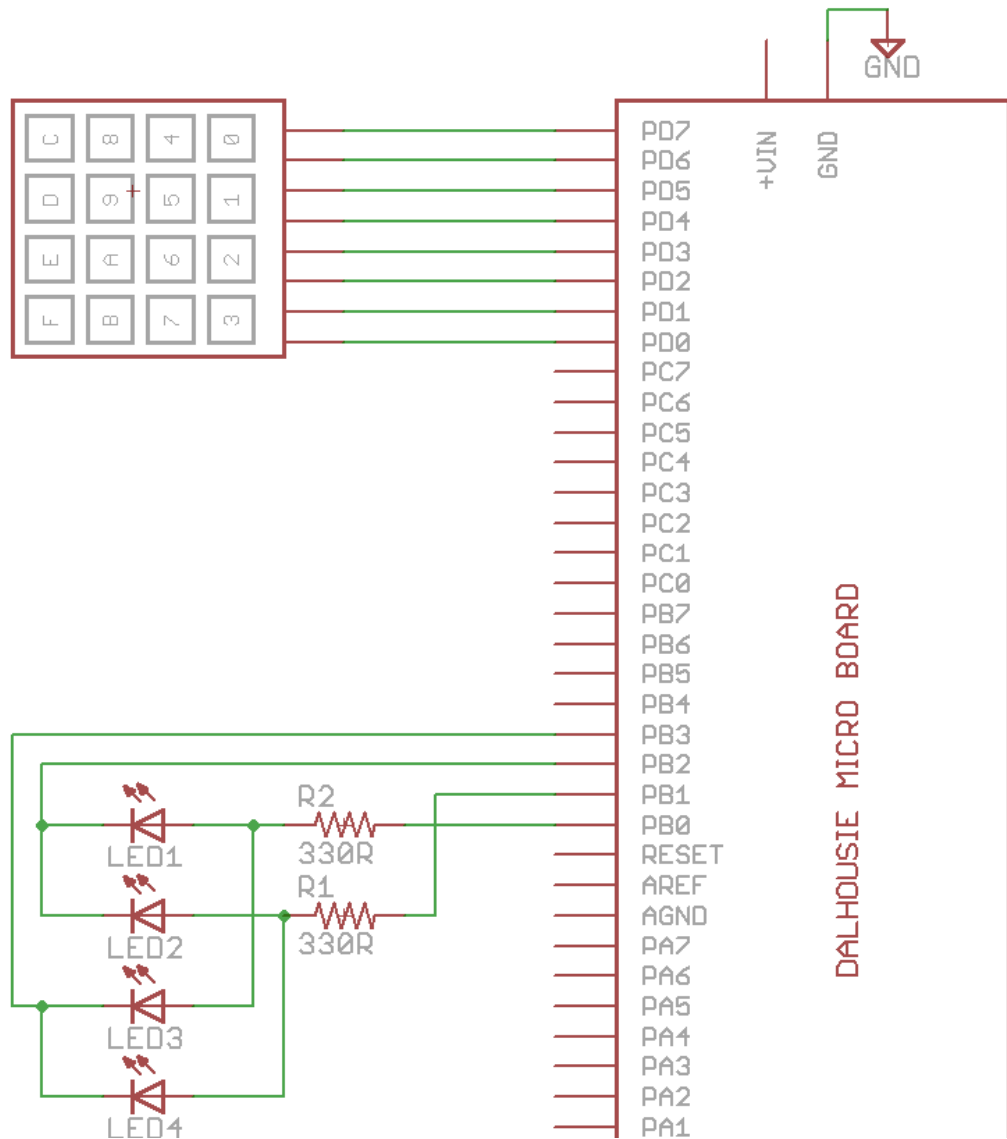 GND
+VIN
GND
C 8 4 0
D 9 5 1
E A 6 2
F B 7 3
PD7
PD6
PD5
PD4
PD3
PD2
PD1
PD0
PC7
PC6
PC5
PC4
PC3
PC2
PC1
PC0
PB7
PB6
PB5
PB4
PB3
PB2
PB1
PB0
RESET
AREF
AGND
PA7
PA6
PA5
PA4
PA3
PA2
PA1
DALHOUSIE MICRO BOARD
R2
330R
LED1
R1
330R
LED2
LED3
LED4